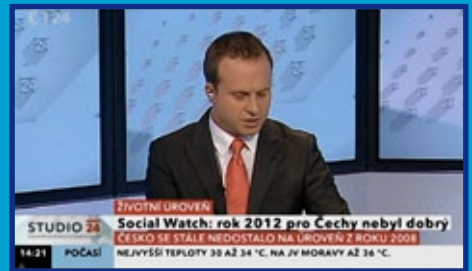 24
ŽIVOTNÍ ÚROVEŇ
STUDIO 24
Social Watch: rok 2012 pro Čechy nebyl dobrý
ČESKO SE STÁLE NEDOSTALO NA ÚROVEŇ Z ROKU 2008
14:21 POČASÍ NEJVYŠŠÍ TEPLOTY 30 AŽ 34 °C, NA JV MORAVY AŽ 36 °C.